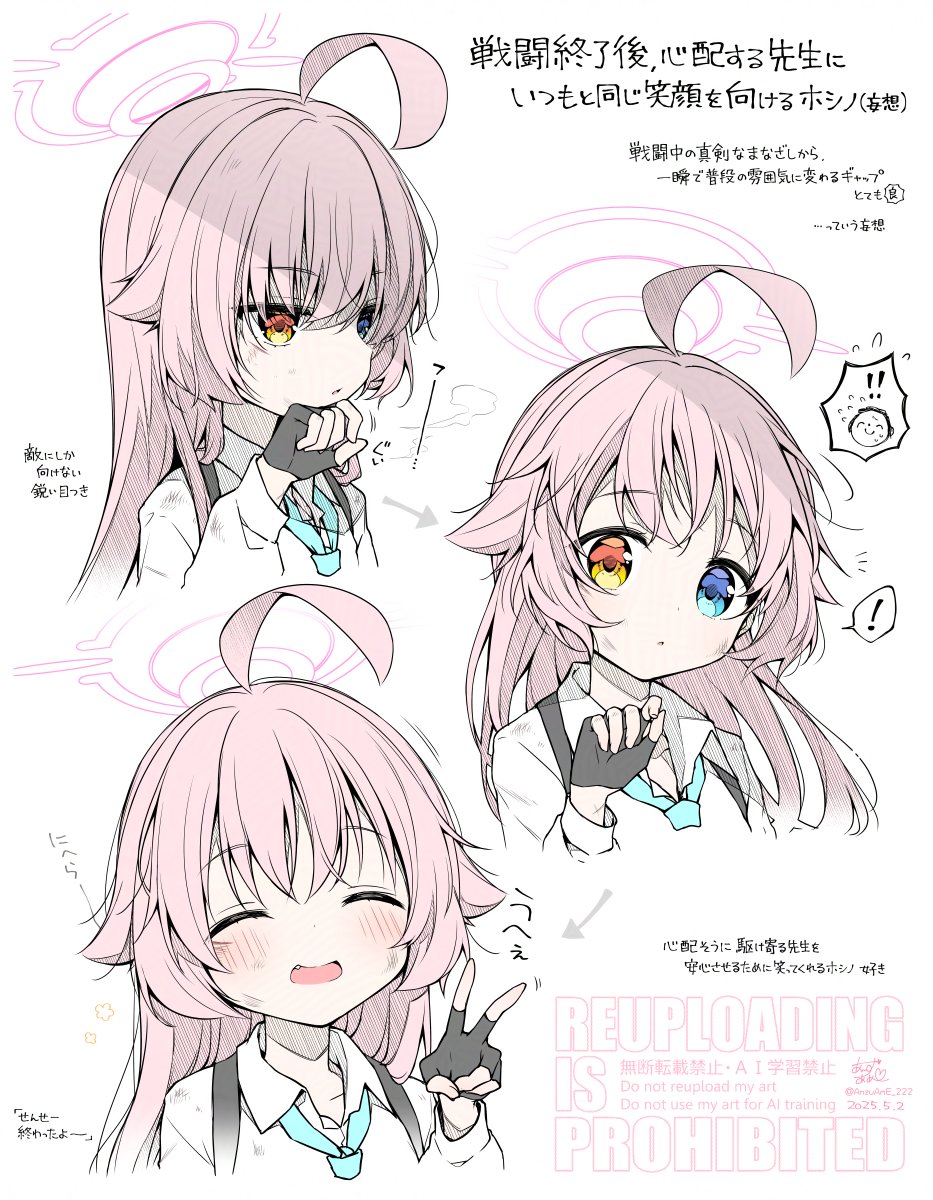 戦闘終了後,心配する先生に
いつもと同じ笑顔を向けるホシノ(妄想)
戦闘中の真剣なまなざしから、
一瞬で普段の雰囲気に変わるギャップ
とても良
…っていう妄想
!!
敵にしか
向けない
鋭い目つき
ぐい
!
にへら
うへぇ
心配そうに駆け寄る先生を
安心させるために笑ってくれるホシノ 好き
「せんせー
終わったよ〜」
REUPLOADING
IS
無断転載禁止・AI学習禁止
Do not reupload my art
Do not use my art for AI training
あんず
ああ♡
@AnzuAnE_222
2025.5.2
PROHIBITED